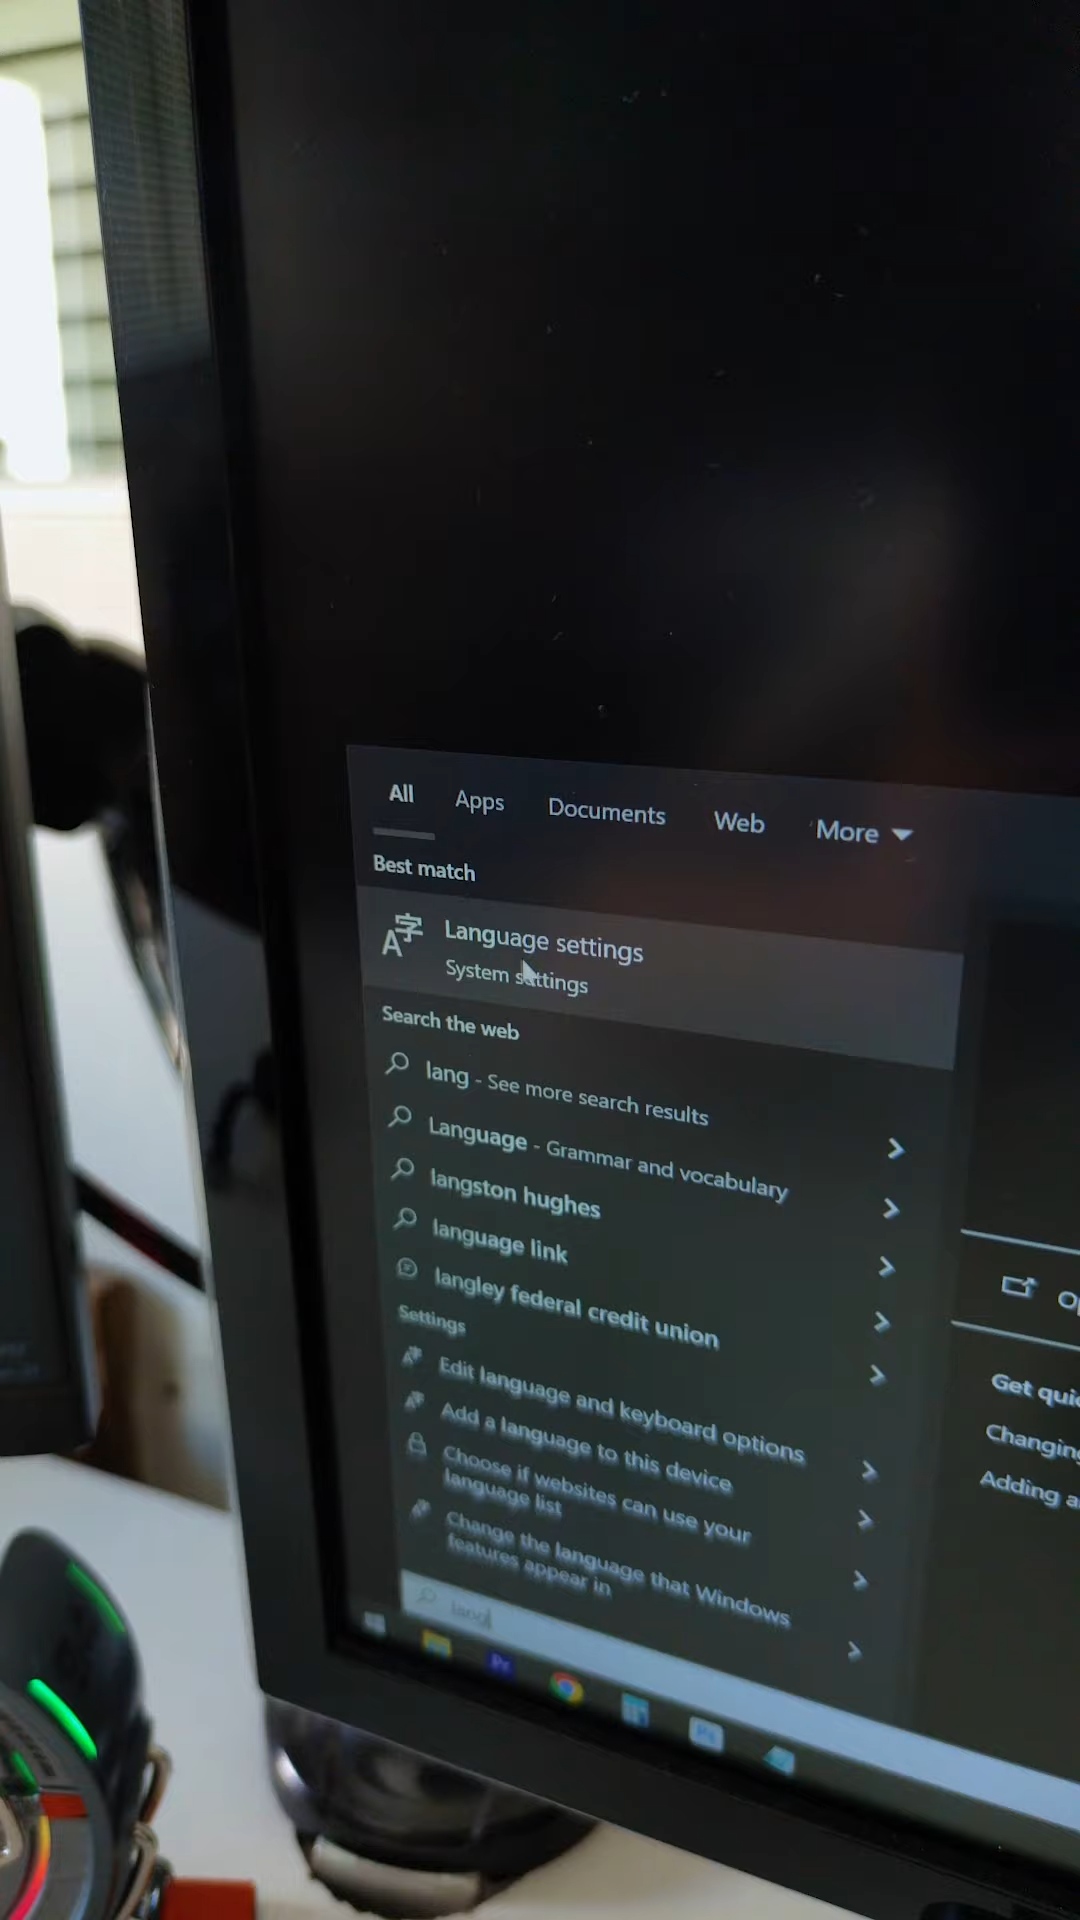 All Apps Documents Web More
Best match
Language settings
System settings
Search the web
lang - See more search results
Language - Grammar and vocabulary
langston hughes
language link
langley federal credit union
Settings
Edit language and keyboard options
Add a language to this device
Choose if websites can use your
language list
Change the language that Windows
features appear in
lang
Get quic
Changing
Adding a